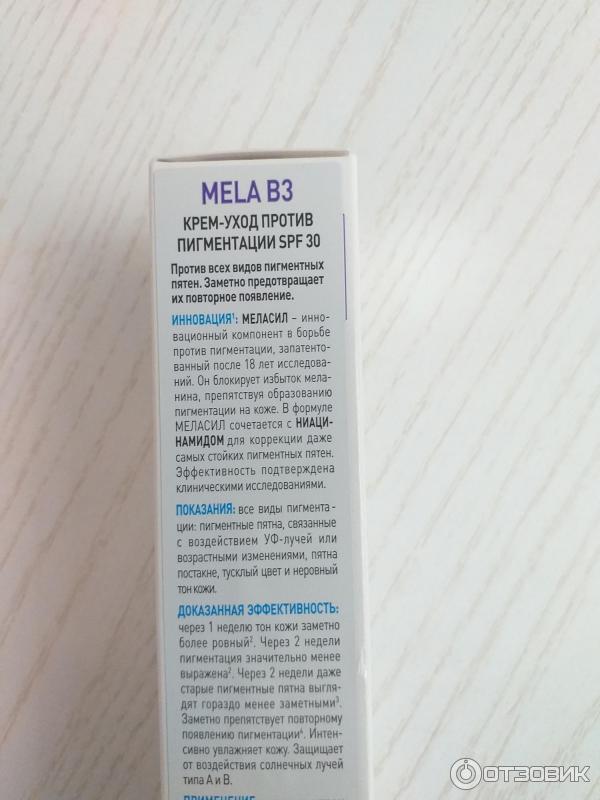 MELA B3
КРЕМ-УХОД ПРОТИВ
ПИГМЕНТАЦИИ SPF 30
Против всех видов пигментных
пятен. Заметно предотвращает
их повторное появление.
ИННОВАЦИЯ¹: МЕЛАСИЛ – инно-
вационный компонент в борьбе
против пигментации, запатенто-
ванный после 18 лет исследова-
ний. Он блокирует избыток мела-
нина, препятствуя образованию
пигментации на коже. В формуле
МЕЛАСИЛ сочетается с НИАЦИ-
НАМИДОМ для коррекции даже
самых стойких пигментных пятен.
Эффективность подтверждена
клиническими исследованиями.
ПОКАЗАНИЯ: все виды пигмента-
ции: пигментные пятна, связанные
с воздействием УФ-лучей или
возрастными изменениями, пятна
постакне, тусклый цвет и неровный
тон кожи.
ДОКАЗАННАЯ ЭФФЕКТИВНОСТЬ:
через 1 неделю тон кожи заметно
более ровный². Через 2 недели
пигментация значительно менее
выражена². Через 2 недели даже
старые пигментные пятна выгля-
дят гораздо менее заметными³.
Заметно препятствует повторному
появлению пигментации⁴. Интен-
сивно увлажняет кожу. Защищает
от воздействия солнечных лучей
типа А и В.
ПРИМЕНЕНИЕ
ОТЗОВИК